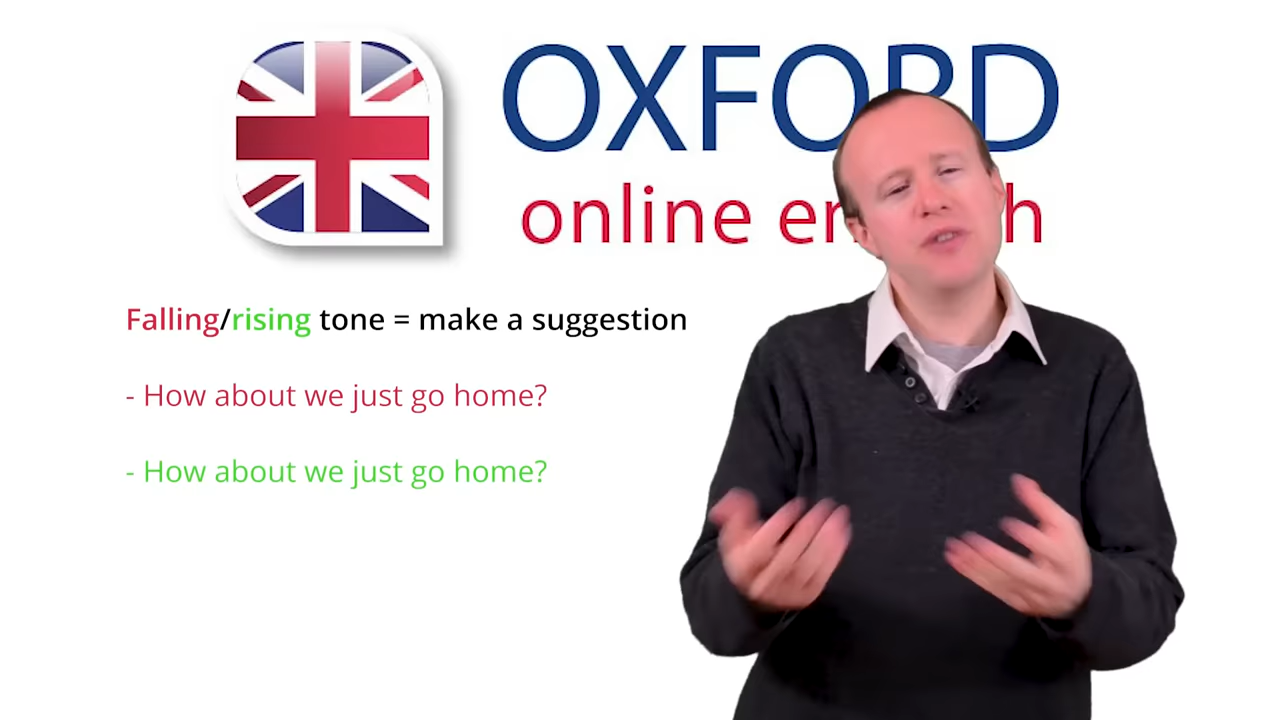 OXFORD
online
Falling/rising tone = make a suggestion
- How about we just go home?
- How about we just go home?